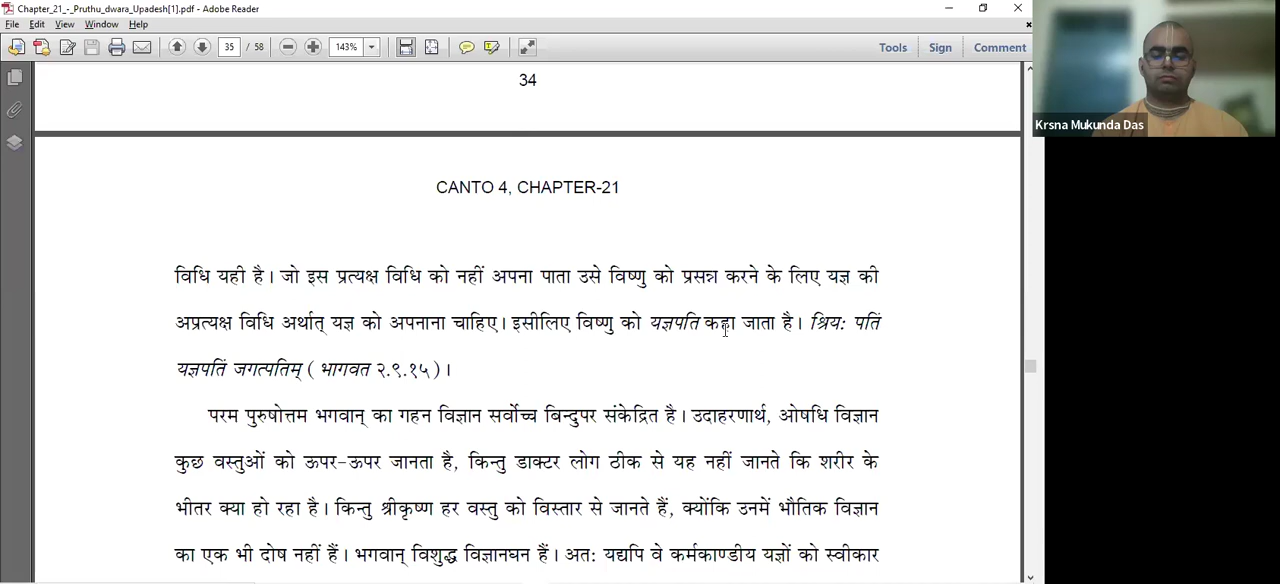 Chapter_21_-_Pruthu_dwara_Upadesh[1].pdf - Adobe Reader
File Edit View Window Help
35 / 58 143% Tools Sign Comment
Krsna Mukunda Das
34
CANTO 4, CHAPTER-21
विधि यही है। जो इस प्रत्यक्ष विधि को नहीं अपना पाता उसे विष्णु को प्रसन्न करने के लिए यज्ञ की
अप्रत्यक्ष विधि अर्थात् यज्ञ को अपनाना चाहिए। इसीलिए विष्णु को यज्ञपति कहा जाता है। श्रिय: पतिं
यज्ञपतिं जगत्पतिम् ( भागवत २.९.१५)।
परम पुरुषोत्तम भगवान् का गहन विज्ञान सर्वोच्च विन्दुपर संकेद्रित है। उदाहरणार्थ, ओषधि विज्ञान
कुछ वस्तुओं को ऊपर-ऊपर जानता है, किन्तु डाक्टर लोग ठीक से यह नहीं जानते कि शरीर के
भीतर क्या हो रहा है। किन्तु श्रीकृष्ण हर वस्तु को विस्तार से जानते हैं, क्योंकि उनमें भौतिक विज्ञान
का एक भी दोष नहीं हैं। भगवान् विशुद्ध विज्ञानघन हैं। अत: यद्यपि वे कर्मकाण्डीय यज्ञों को स्वीकार